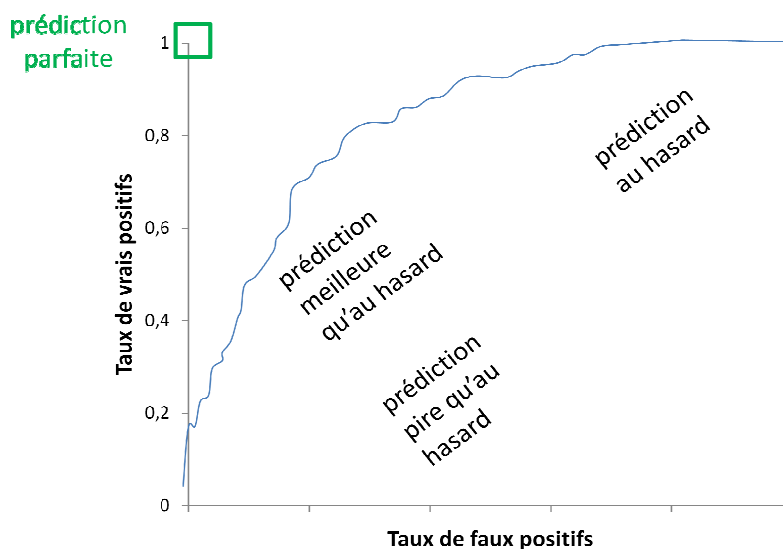 prédiction
parfaite
1
0,8
0,6
0,4
0,2
0
Taux de vrais positifs
prédiction
au hasard
prédiction
meilleure
qu'au hasard
prédiction
pire qu'au
hasard
Taux de faux positifs